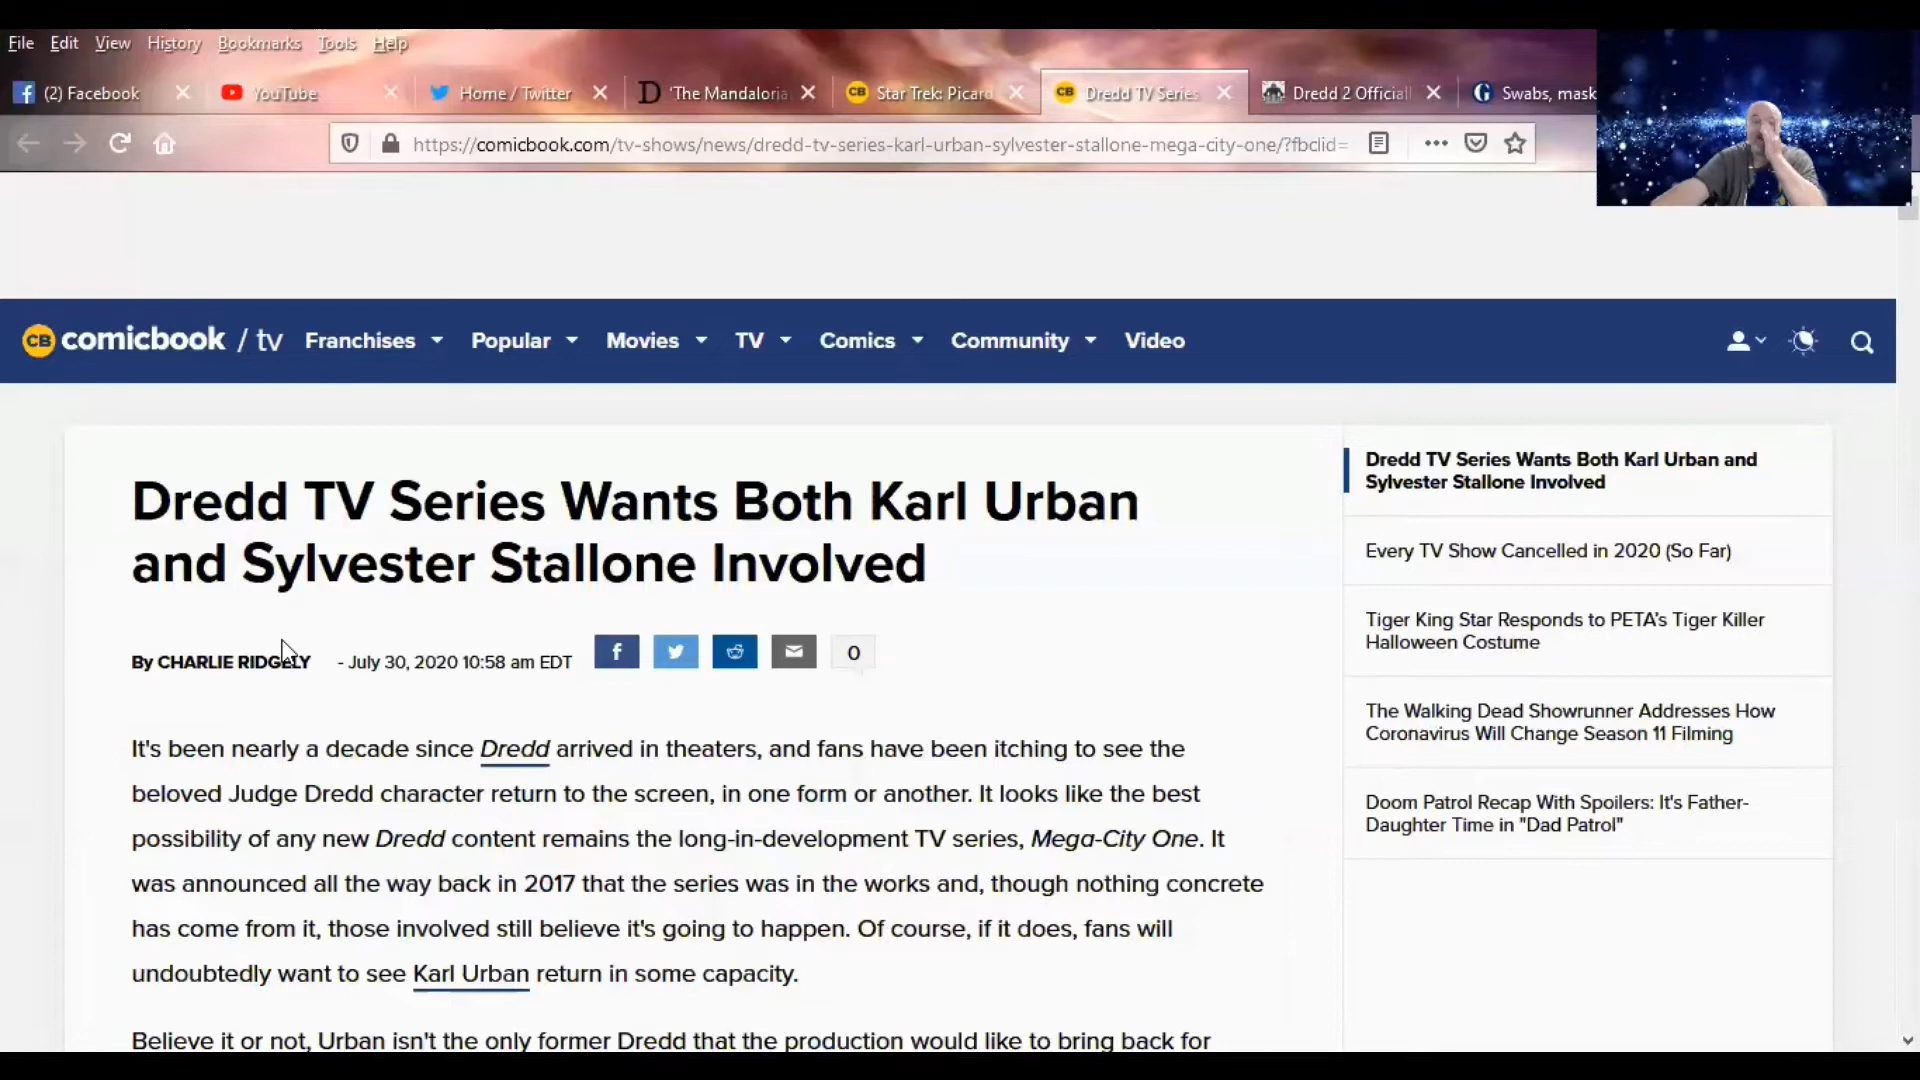 File Edit View History Bookmarks Tools Help
(2) Facebook
YouTube
Home / Twitter
'The Mandaloria
CB Star Trek: Picard
CB Dredd TV Series
Dredd 2 Officiall
Swabs, mask
https://comicbook.com/tv-shows/news/dredd-tv-series-karl-urban-sylvester-stallone-mega-city-one/?fbclid=
CB comicbook / tv Franchises Popular Movies TV Comics Community Video
Dredd TV Series Wants Both Karl Urban
and Sylvester Stallone Involved
By CHARLIE RIDGELY - July 30, 2020 10:58 am EDT
0
It's been nearly a decade since Dredd arrived in theaters, and fans have been itching to see the
beloved Judge Dredd character return to the screen, in one form or another. It looks like the best
possibility of any new Dredd content remains the long-in-development TV series, Mega-City One. It
was announced all the way back in 2017 that the series was in the works and, though nothing concrete
has come from it, those involved still believe it's going to happen. Of course, if it does, fans will
undoubtedly want to see Karl Urban return in some capacity.
Believe it or not, Urban isn't the only former Dredd that the production would like to bring back for
Dredd TV Series Wants Both Karl Urban and
Sylvester Stallone Involved
Every TV Show Cancelled in 2020 (So Far)
Tiger King Star Responds to PETA's Tiger Killer
Halloween Costume
The Walking Dead Showrunner Addresses How
Coronavirus Will Change Season 11 Filming
Doom Patrol Recap With Spoilers: It's Father-
Daughter Time in "Dad Patrol"